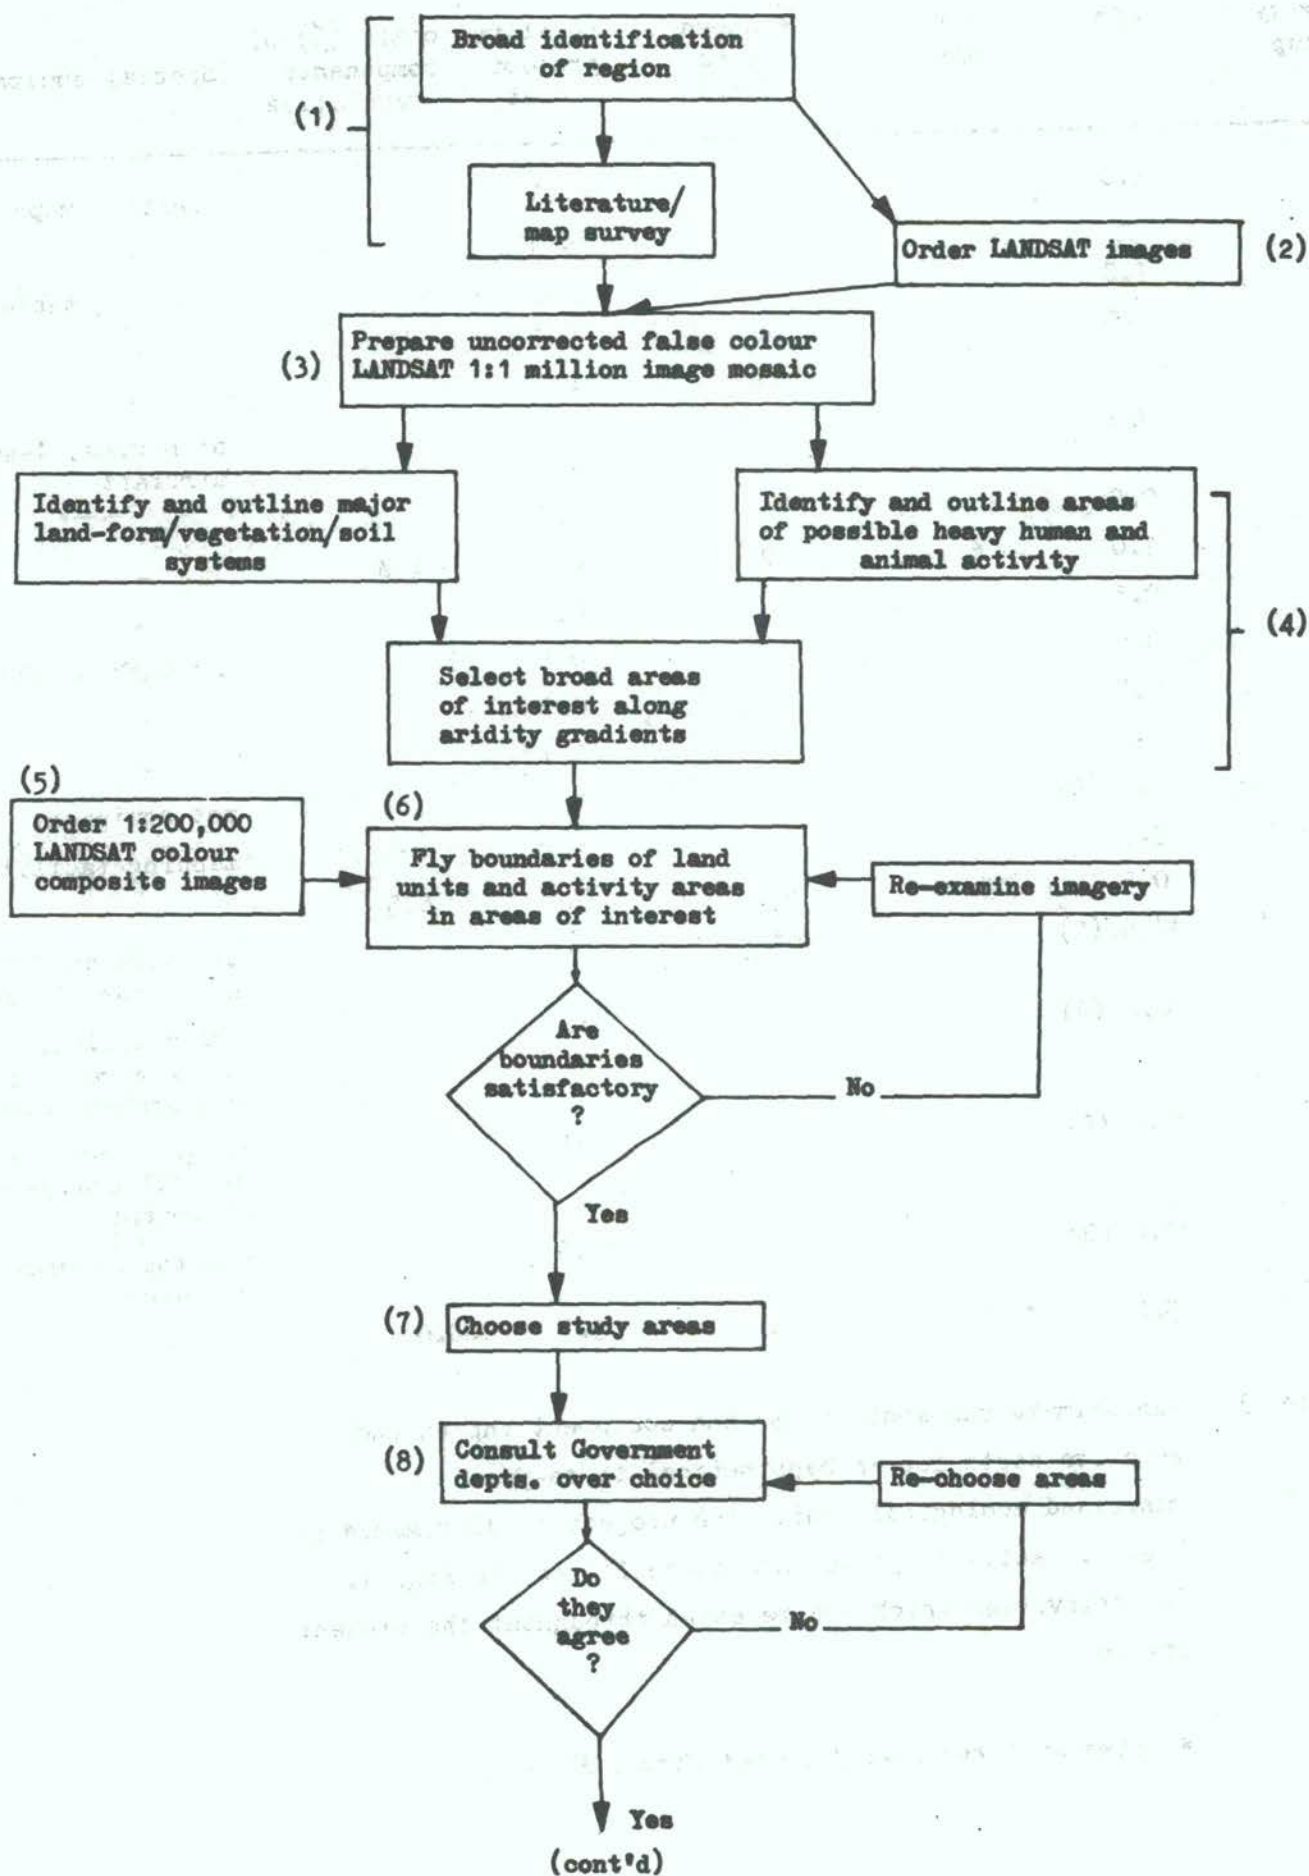 Broad identification
of region
(1)
Literature/
map survey
Order LANDSAT images
(2)
(3)
Prepare uncorrected false colour
LANDSAT 1:1 million image mosaic
Identify and outline major
land-form/vegetation/soil
systems
Identify and outline areas
of possible heavy human and
animal activity
(4)
Select broad areas
of interest along
aridity gradients
(5)
Order 1:200,000
LANDSAT colour
composite images
(6)
Fly boundaries of land
units and activity areas
in areas of interest
Re-examine imagery
Are
boundaries
satisfactory
?
No
Yes
(7)
Choose study areas
(8)
Consult Government
depts. over choice
Re-choose areas
Do
they
agree
?
No
Yes
(cont'd)